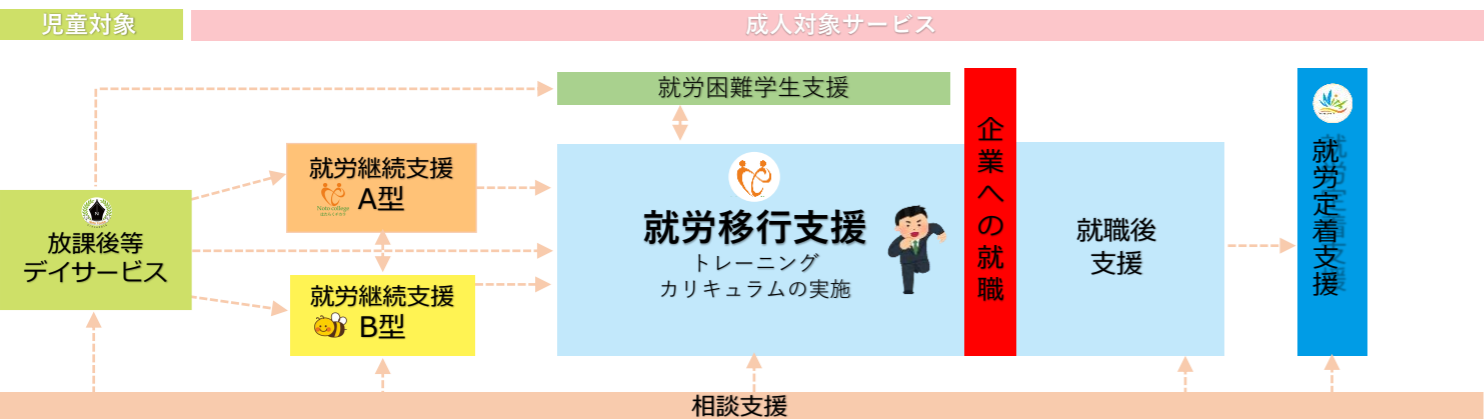 児童対象
成人対象サービス
就労困難学生支援
放課後等
デイサービス
就労継続支援
A型
就労継続支援
B型
就労移行支援
トレーニング
カリキュラムの実施
企業への就職
就職後
支援
就労定着支援
相談支援